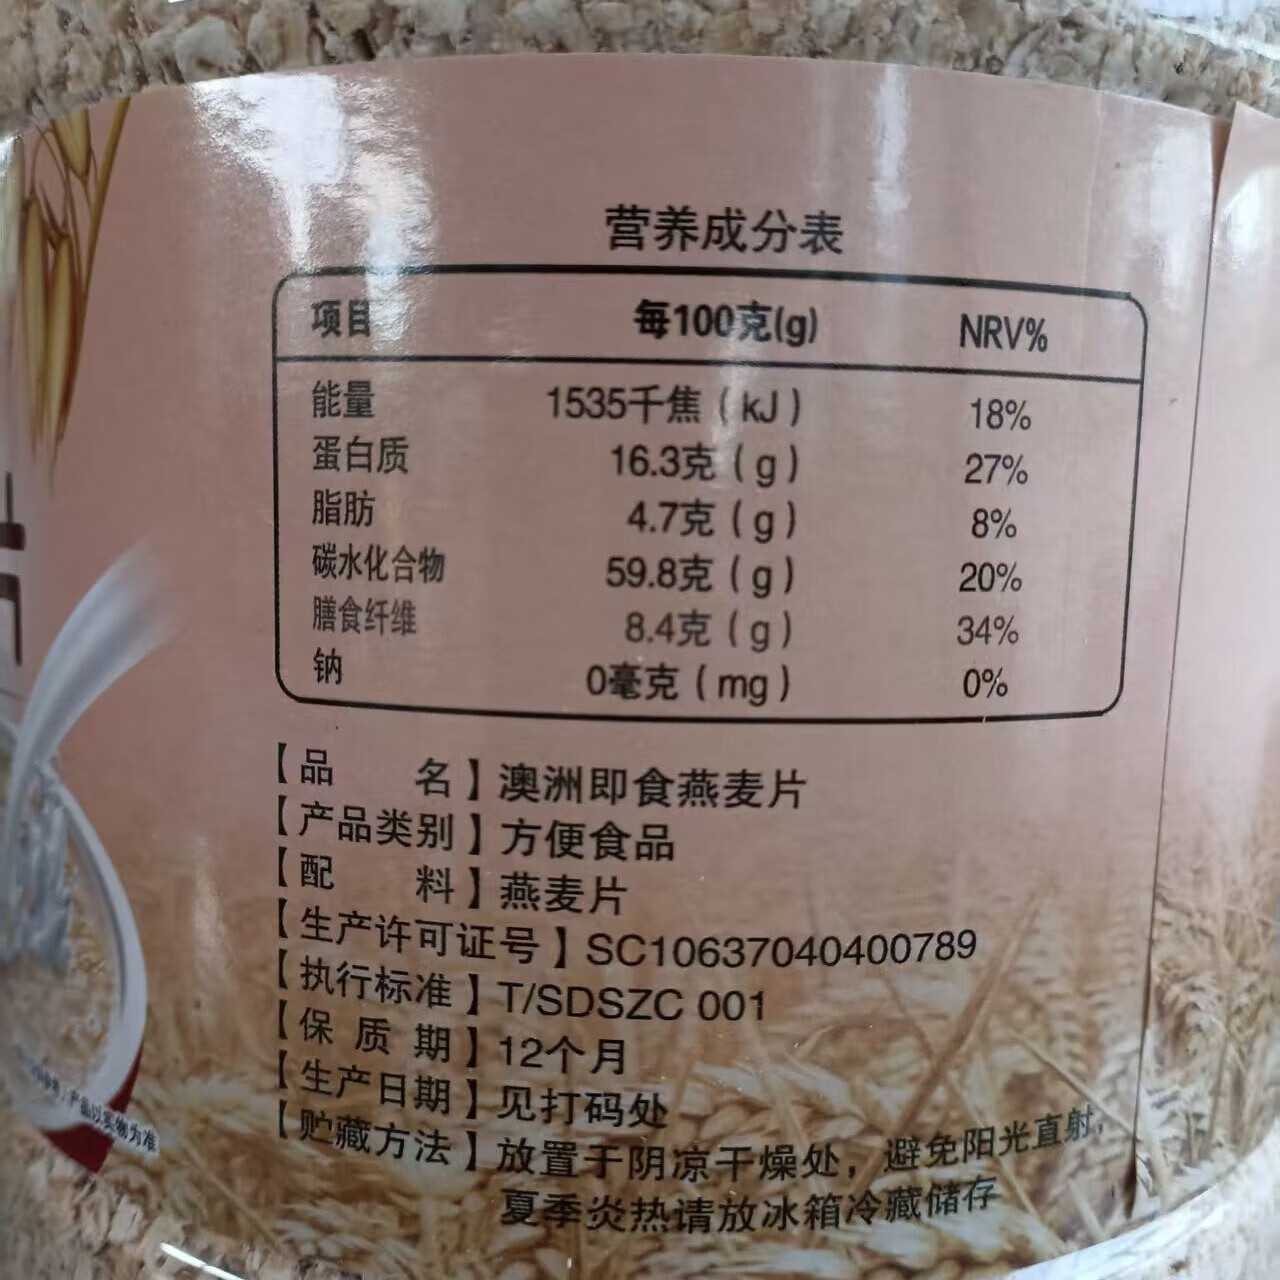 营养成分表
项目 每100克(g) NRV%
能量 1535千焦（kJ） 18%
蛋白质 16.3克（g） 27%
脂肪 4.7克（g） 8%
碳水化合物 59.8克（g） 20%
膳食纤维 8.4克（g） 34%
钠 0毫克（mg） 0%
【品 名】澳洲即食燕麦片
【产品类别】方便食品
【配 料】燕麦片
【生产许可证号】SC10637040400789
【执行标准】T/SDSZC 001
【保 质 期】12个月
【生产日期】见打码处
【贮藏方法】放置于阴凉干燥处，避免阳光直射，
夏季炎热请放冰箱冷藏储存
产品以实物为准